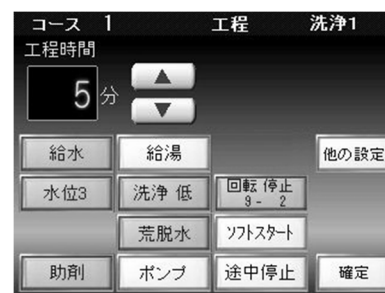 コース 1 工程 洗浄1
工程時間
5 分
▲
▼
給水 給湯 他の設定
水位3 洗浄 低 回転 停止
9- 2
荒脱水 ソフトスタート
助剤 ポンプ 途中停止 確定